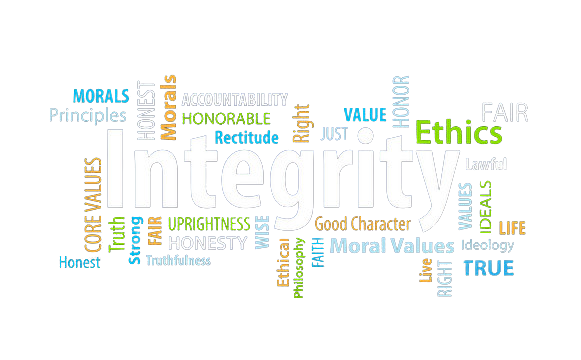 MORALS
Principles
HONEST
Morals
ACCOUNTABILITY
HONORABLE
Rectitude
Right
JUST
VALUE
HONOR
Ethics
FAIR
Lawful
Integrity
CORE VALUES
Truth
Strong
FAIR
UPRIGHTNESS
HONESTY
WISE
Good Character
VALUES
IDEALS
LIFE
Honest
Truthfulness
Ethical
Philosophy
FAITH
Moral Values
Ideology
Live
RIGHT
TRUE